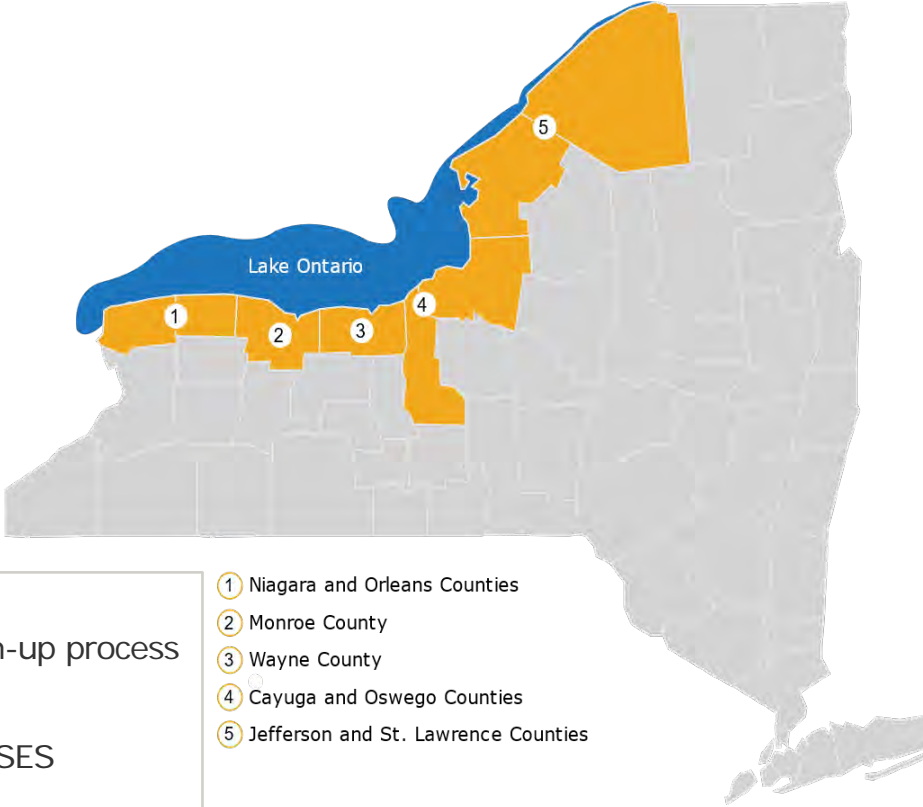 5
Lake Ontario
4
1
2
3
n-up process
SES
1 Niagara and Orleans Counties
2 Monroe County
3 Wayne County
4 Cayuga and Oswego Counties
5 Jefferson and St. Lawrence Counties